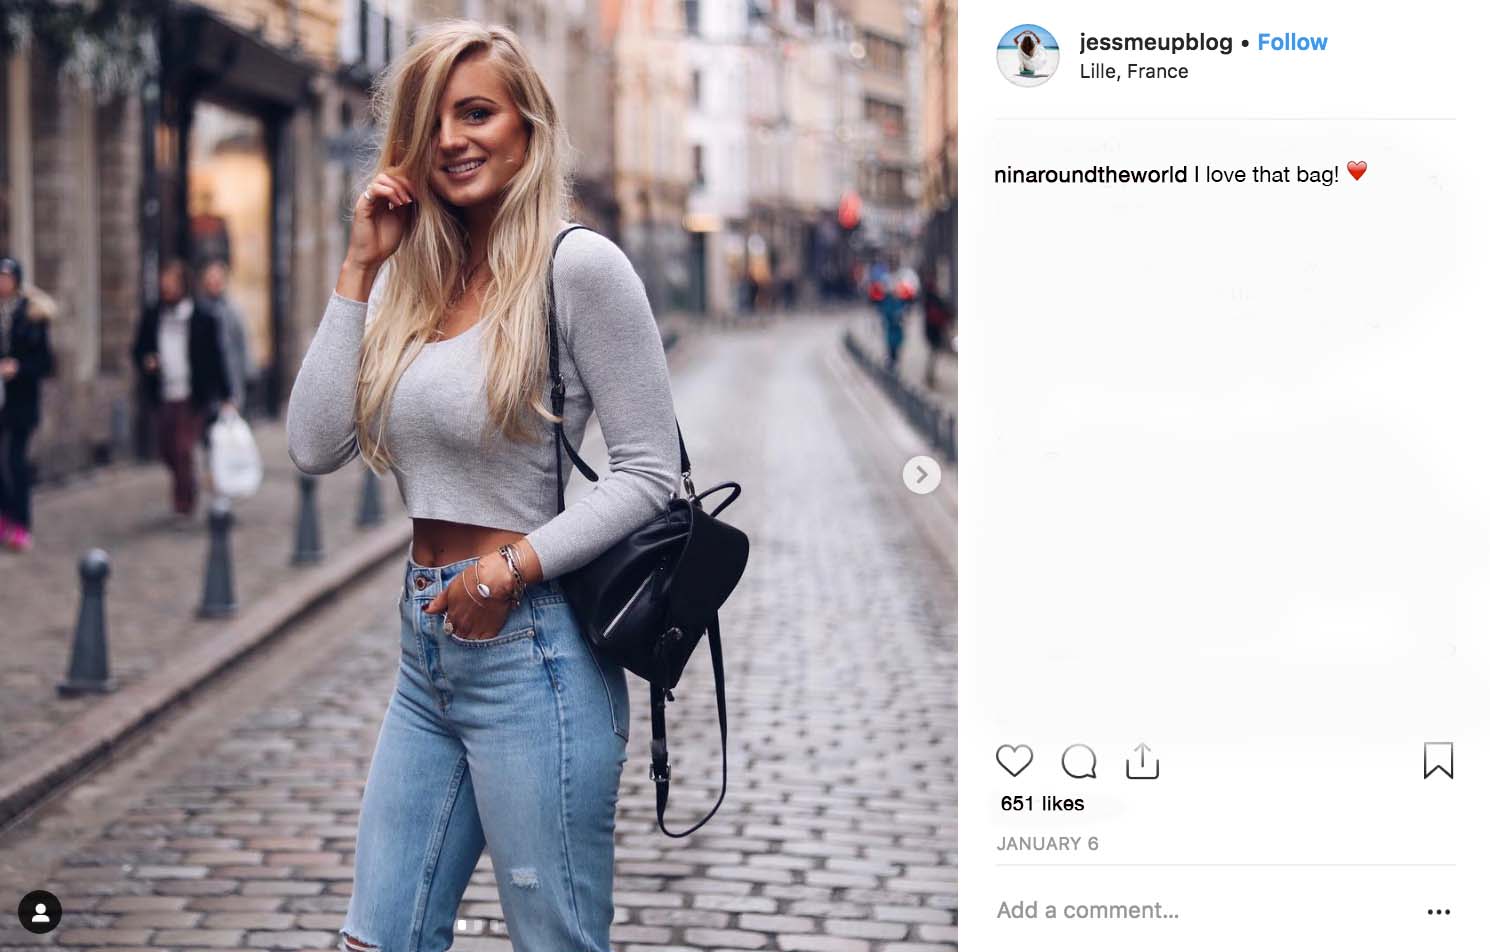 jessmeupblog • Follow
Lille, France
ninaroundtheworld I love that bag! ❤️
651 likes
JANUARY 6
Add a comment...